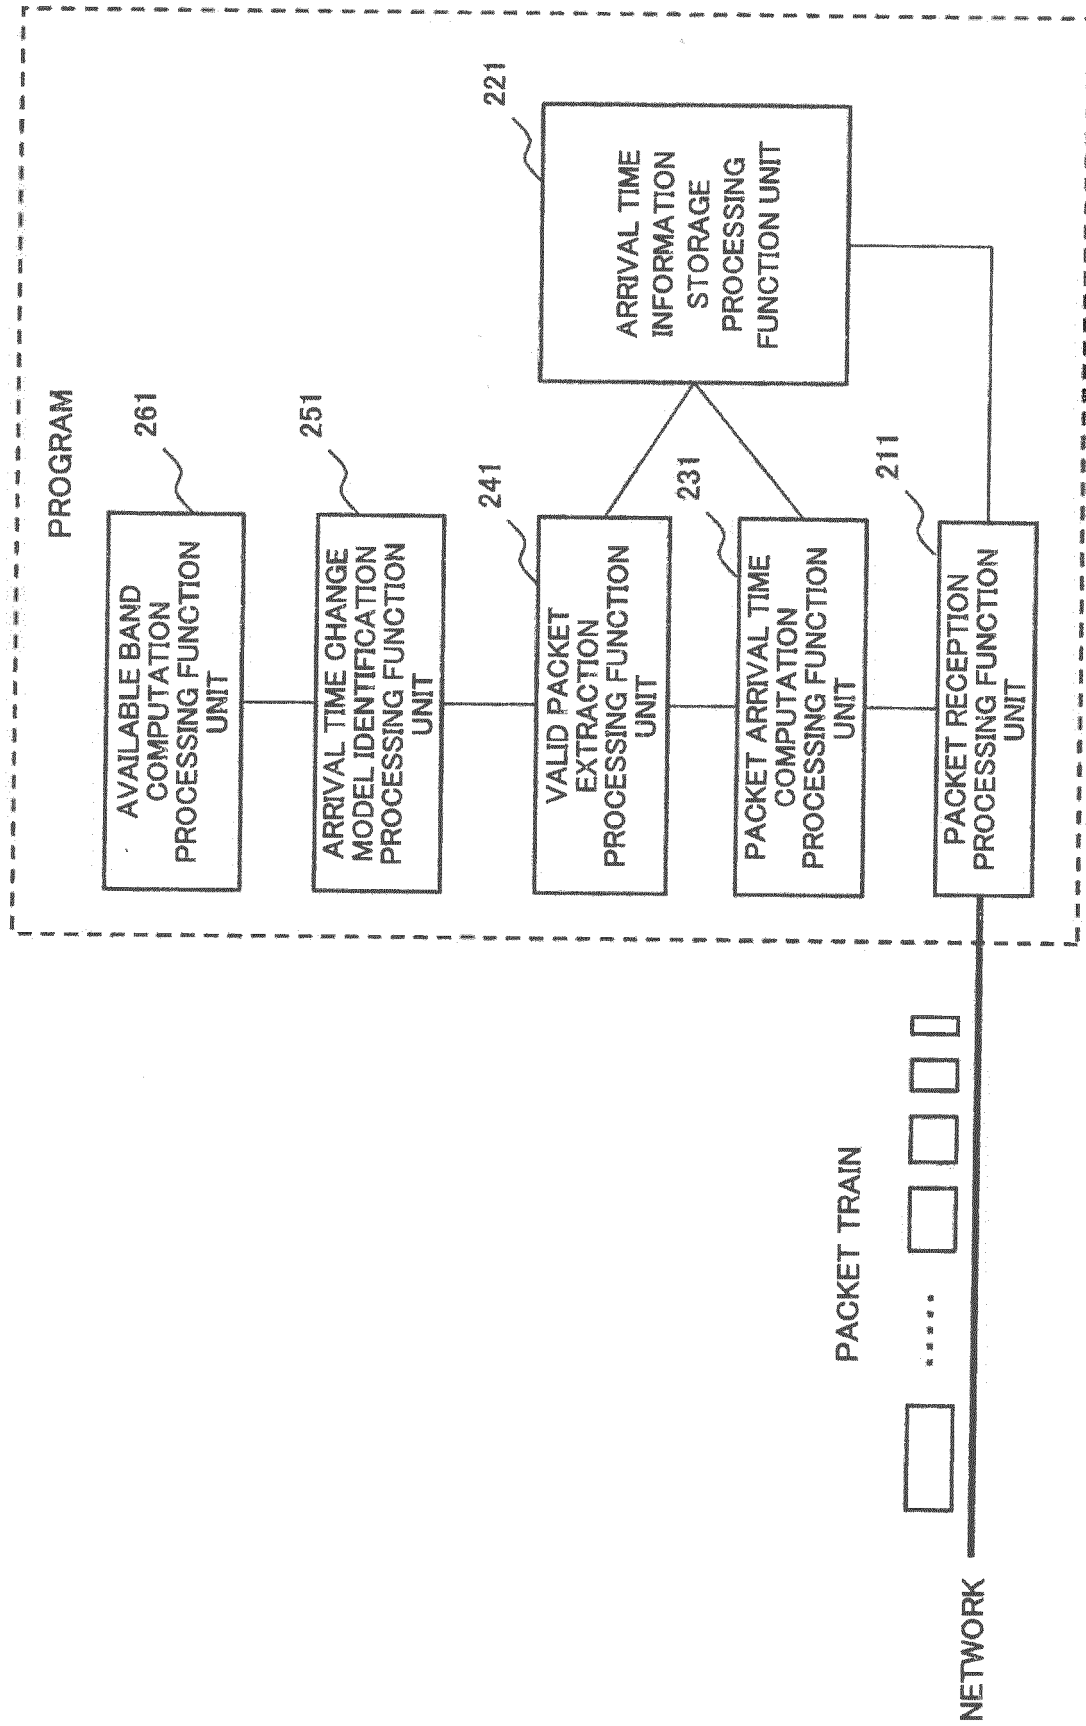 PROGRAM
261
AVAILABLE BAND
COMPUTATION
PROCESSING FUNCTION
UNIT
251
ARRIVAL TIME CHANGE
MODEL IDENTIFICATION
PROCESSING FUNCTION
UNIT
241
VALID PACKET
EXTRACTION
PROCESSING FUNCTION
UNIT
221
ARRIVAL TIME
INFORMATION
STORAGE
PROCESSING
FUNCTION UNIT
231
PACKET ARRIVAL TIME
COMPUTATION
PROCESSING FUNCTION
UNIT
211
PACKET RECEPTION
PROCESSING FUNCTION
UNIT
PACKET TRAIN
NETWORK